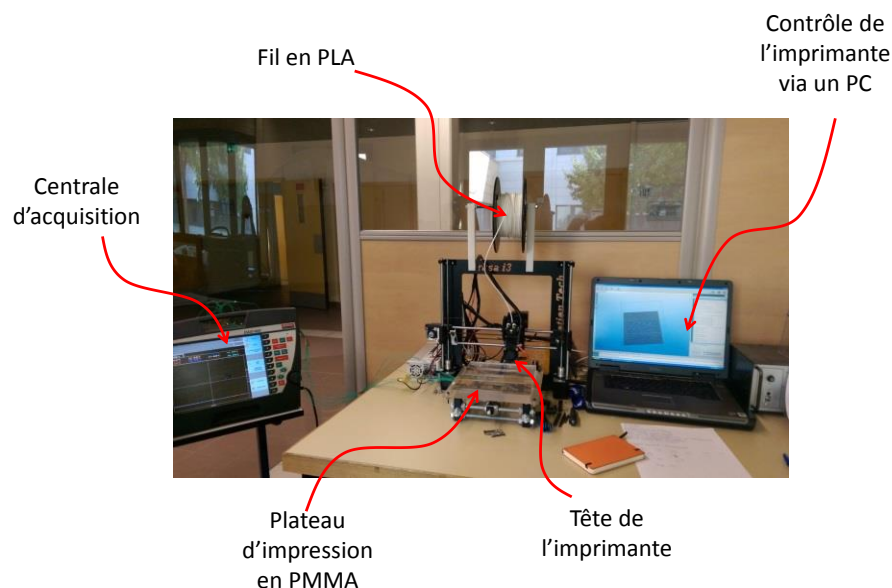 Contrôle de
l'imprimante
via un PC
Fil en PLA
Centrale
d'acquisition
Plateau
d'impression
en PMMA
Tête de
l'imprimante